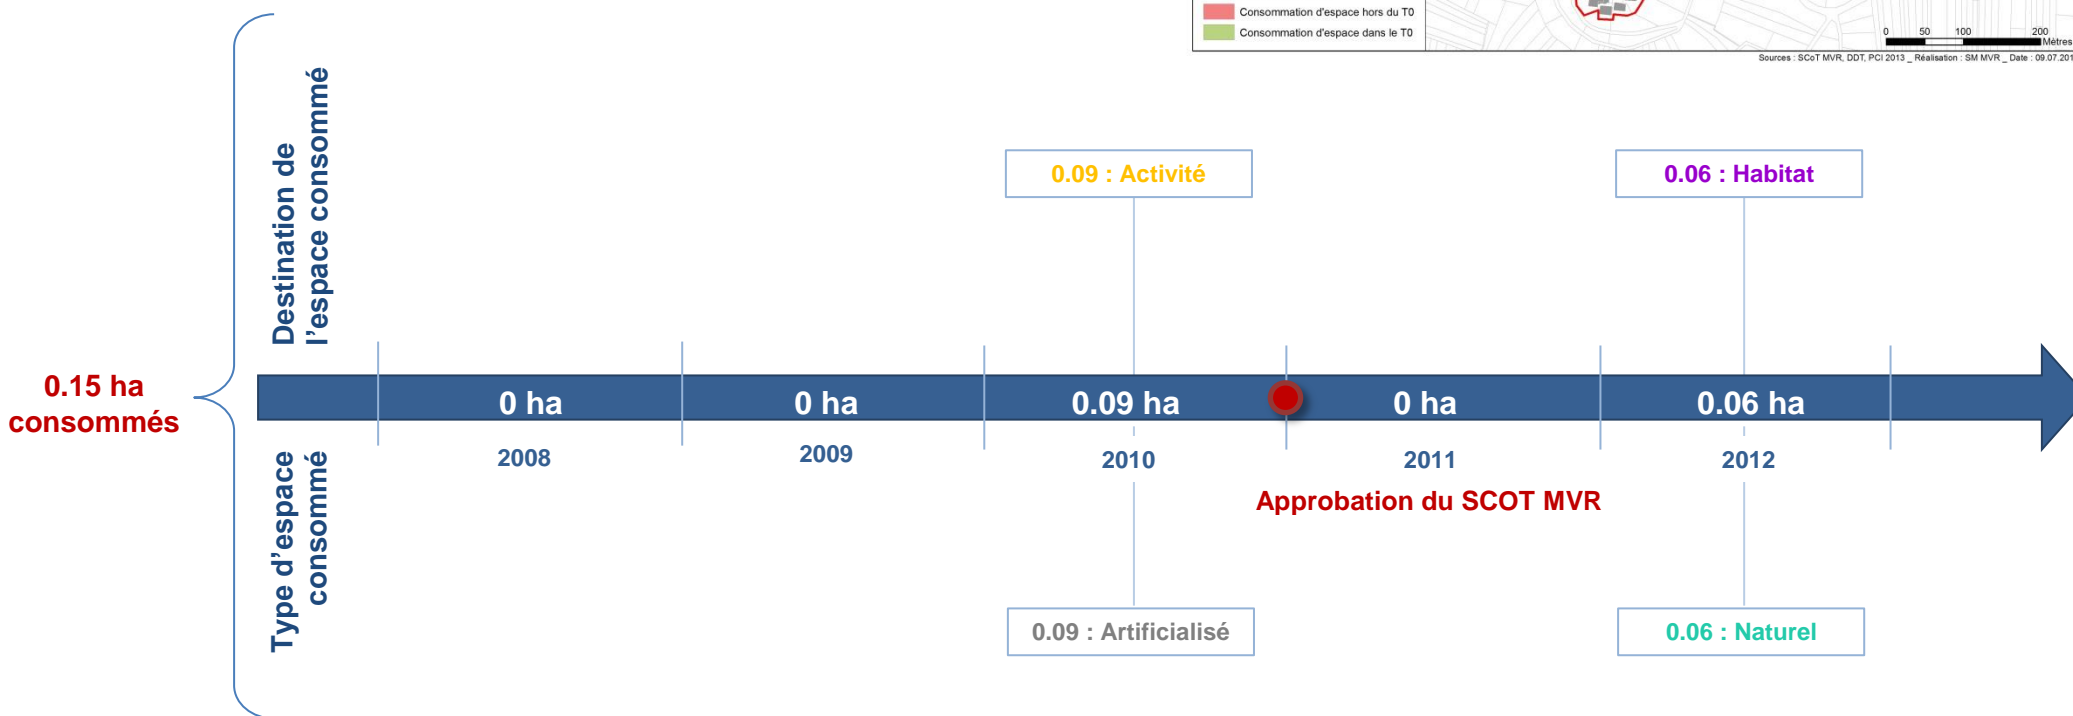 Consommation d'espace hors du T0
Consommation d'espace dans le T0
0 50 100 200
Mètres
Sources : SCoT MVR, DDT, PCI 2013 _ Réalisation : SM MVR _ Date : 09.07.201
Destination de
l'espace consommé
0.09 : Activité
0.06 : Habitat
0.15 ha
consommés
0 ha
0 ha
0.09 ha
0 ha
0.06 ha
2008
2009
2010
2011
2012
Approbation du SCOT MVR
Type d'espace
consommé
0.09 : Artificialisé
0.06 : Naturel